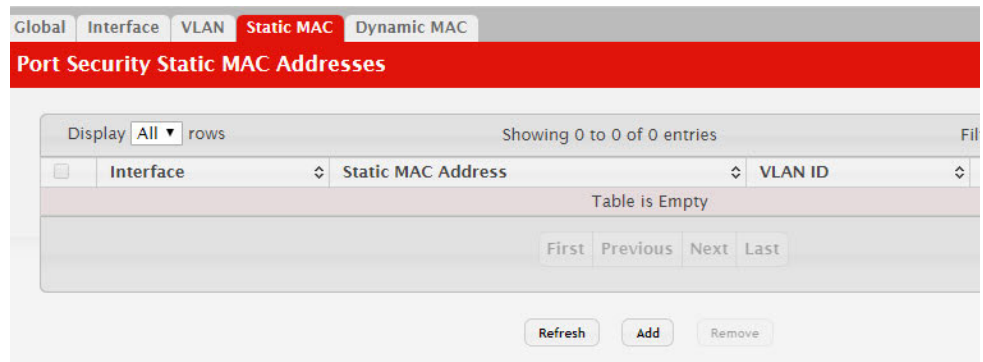 Global Interface VLAN Static MAC Dynamic MAC
Port Security Static MAC Addresses
Display All rows Showing 0 to 0 of 0 entries Fil
Interface Static MAC Address VLAN ID
Table is Empty
First Previous Next Last
Refresh Add Remove